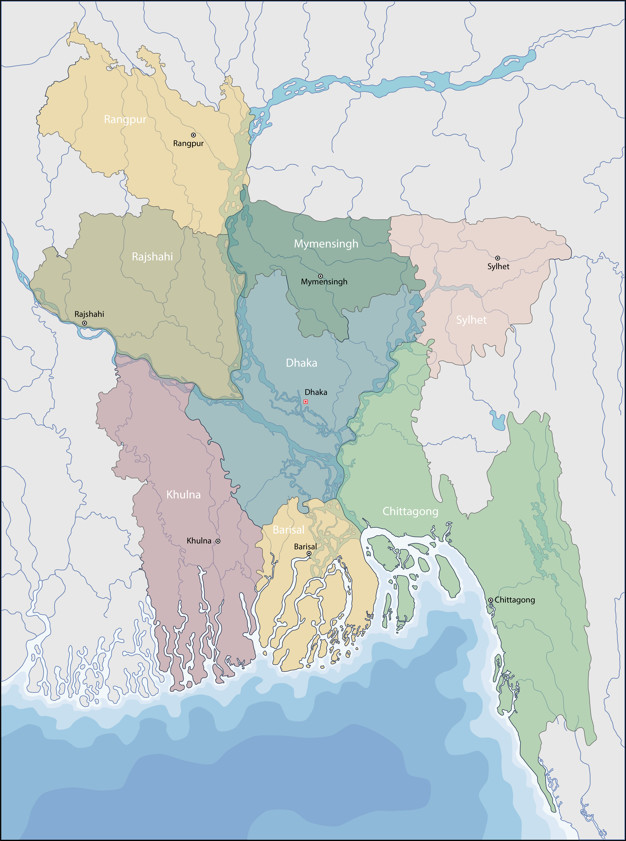 Rangpur
Rangpur
Rajshahi
Mymensingh
Sylhet
Mymensingh
Rajshahi
Sylhet
Dhaka
Dhaka
Khulna
Chittagong
Barisal
Khulna
Barisal
Chittagong